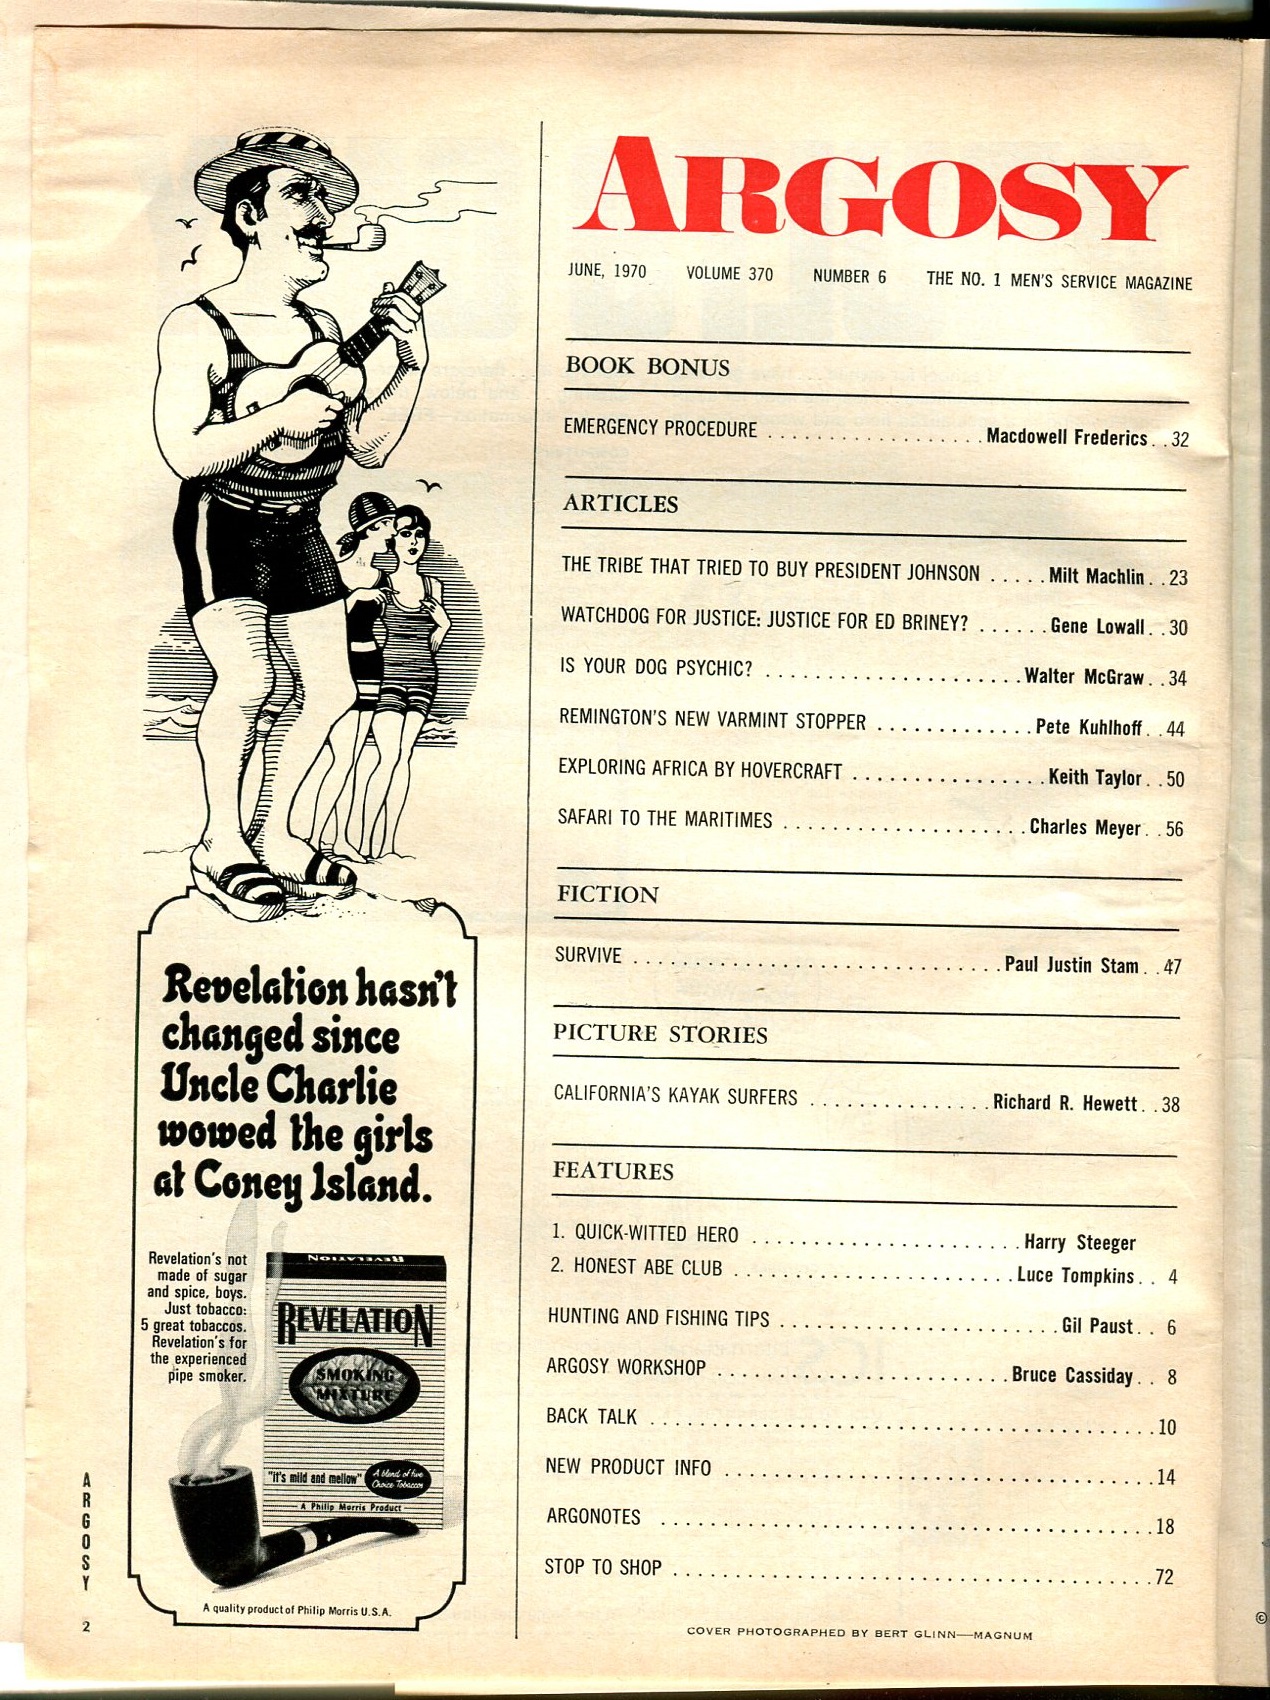 ARGOSY
JUNE, 1970 VOLUME 370 NUMBER 6 THE NO. 1 MEN'S SERVICE MAGAZINE
BOOK BONUS
EMERGENCY PROCEDURE . . . . . . . . . . . . . . . . . . Macdowell Frederics . . 32
ARTICLES
THE TRIBE THAT TRIED TO BUY PRESIDENT JOHNSON . . . . . Milt Machlin . . 23
WATCHDOG FOR JUSTICE: JUSTICE FOR ED BRINEY? . . . . . . Gene Lowall . . 30
IS YOUR DOG PSYCHIC? . . . . . . . . . . . . . . . . . . . . . Walter McGraw . . 34
REMINGTON'S NEW VARMINT STOPPER . . . . . . . . . . . . . Pete Kuhlhoff . . 44
EXPLORING AFRICA BY HOVERCRAFT . . . . . . . . . . . . . . . . Keith Taylor . . 50
SAFARI TO THE MARITIMES . . . . . . . . . . . . . . . . . . . . Charles Meyer . . 56
FICTION
SURVIVE . . . . . . . . . . . . . . . . . . . . . . . . . . . . . . Paul Justin Stam . . 47
PICTURE STORIES
CALIFORNIA'S KAYAK SURFERS . . . . . . . . . . . . . . . Richard R. Hewett . . 38
FEATURES
1. QUICK-WITTED HERO . . . . . . . . . . . . . . . . . . . . . . Harry Steeger
2. HONEST ABE CLUB . . . . . . . . . . . . . . . . . . . . . . . Luce Tompkins . . 4
HUNTING AND FISHING TIPS . . . . . . . . . . . . . . . . . . . . . . . Gil Paust . . 6
ARGOSY WORKSHOP . . . . . . . . . . . . . . . . . . . . . . . . Bruce Cassiday . . 8
BACK TALK . . . . . . . . . . . . . . . . . . . . . . . . . . . . . . . . . . . . . . . . . . 10
NEW PRODUCT INFO . . . . . . . . . . . . . . . . . . . . . . . . . . . . . . . . . . . 14
ARGONOTES . . . . . . . . . . . . . . . . . . . . . . . . . . . . . . . . . . . . . . . . . 18
STOP TO SHOP . . . . . . . . . . . . . . . . . . . . . . . . . . . . . . . . . . . . . . . . 72
COVER PHOTOGRAPHED BY BERT GLINN—MAGNUM
Revelation hasn't
changed since
Uncle Charlie
wowed the girls
at Coney Island.
Revelation's not
made of sugar
and spice, boys.
Just tobacco:
5 great tobaccos.
Revelation's for
the experienced
pipe smoker.
REVELATION
REVELATION
SMOKING
MIXTURE
"it's mild and mellow"
A blend of five
Choice Tobaccos
A Philip Morris Product
A quality product of Philip Morris U.S.A.
ARGOSY
2
©